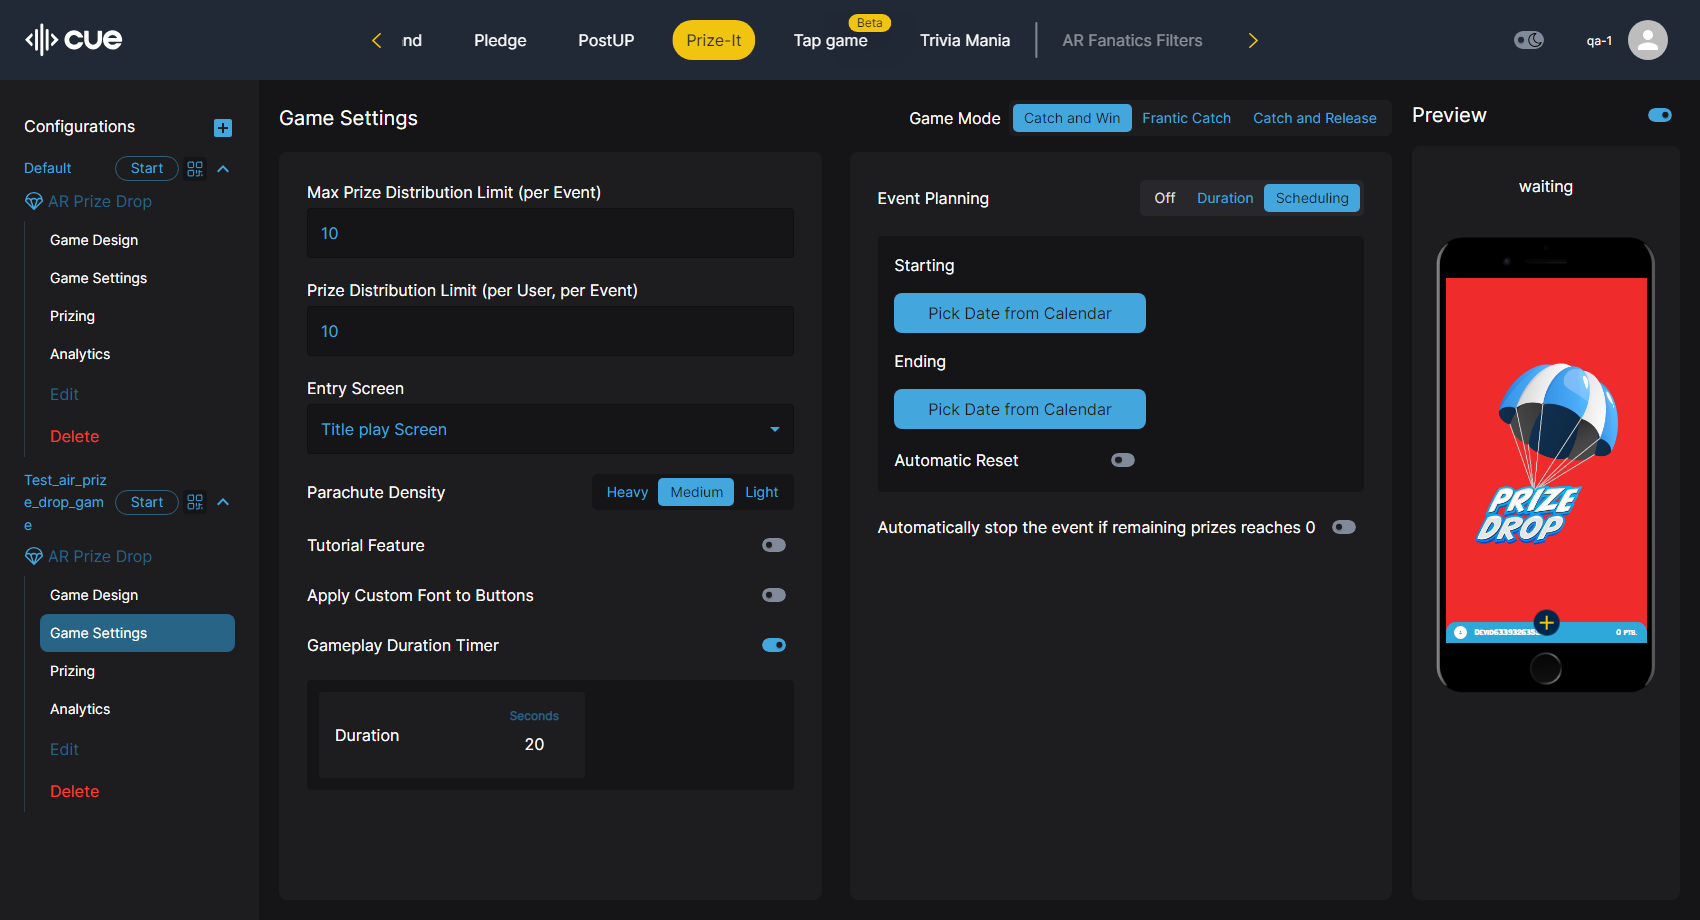 cue
nd
Pledge
PostUP
Prize-It
Beta
Tap game
Trivia Mania
AR Fanatics Filters
qa-1
Configurations
Default
Start
AR Prize Drop
Game Design
Game Settings
Prizing
Analytics
Edit
Delete
Test_air_priz
e_drop_gam
e
Start
AR Prize Drop
Game Design
Game Settings
Prizing
Analytics
Edit
Delete
Game Settings
Game Mode
Catch and Win
Frantic Catch
Catch and Release
Max Prize Distribution Limit (per Event)
10
Prize Distribution Limit (per User, per Event)
10
Entry Screen
Title play Screen
Parachute Density
Heavy
Medium
Light
Tutorial Feature
Apply Custom Font to Buttons
Gameplay Duration Timer
Duration
Seconds
20
Event Planning
Off
Duration
Scheduling
Starting
Pick Date from Calendar
Ending
Pick Date from Calendar
Automatic Reset
Automatically stop the event if remaining prizes reaches 0
Preview
waiting
PRIZE
DROP
0 PTS.